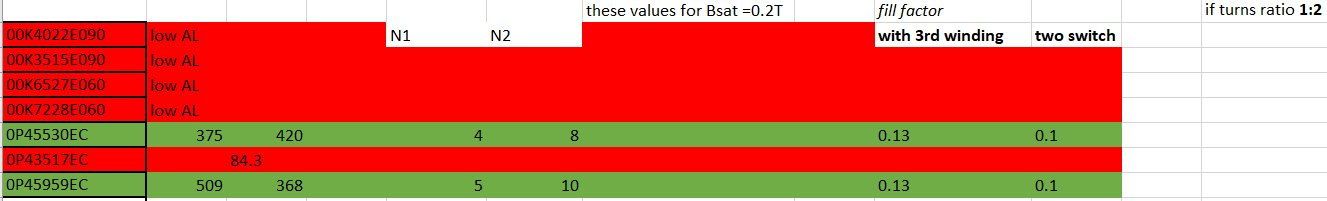 these values for Bsat =0.2T fill factor if turns ratio 1:2
00K4022E090 low AL N1 N2 with 3rd winding two switch
00K3515E090 low AL
00K6527E060 low AL
00K7228E060 low AL
0P45530EC 375 420 4 8 0.13 0.1
0P43517EC 84.3
0P45959EC 509 368 5 10 0.13 0.1